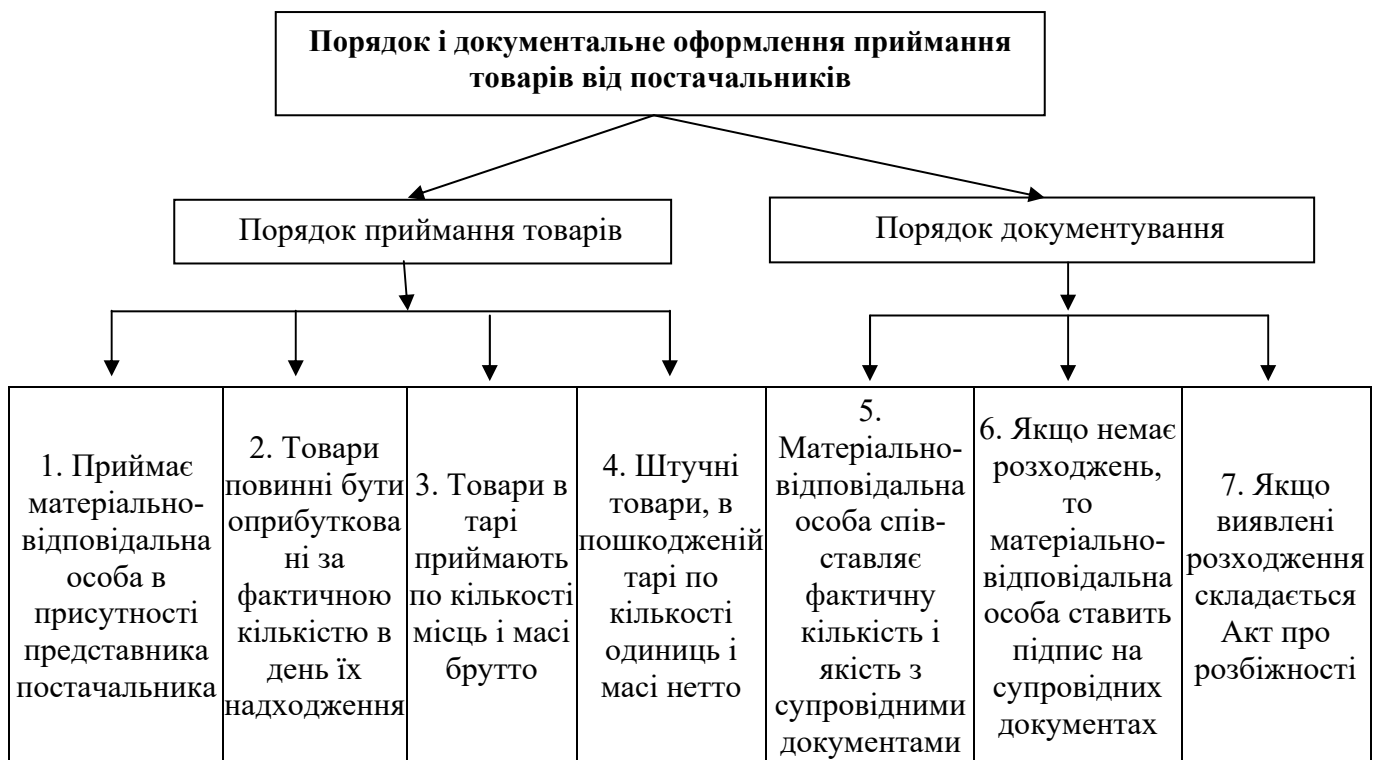 Порядок і документальне оформлення приймання
товарів від постачальників
Порядок приймання товарів
Порядок документування
1. Приймає
матеріально-
відповідальна
особа в
присутності
представника
постачальника
2. Товари
повинні бути
оприбуткова
ні за
фактичною
кількістю в
день їх
надходження
3. Товари в
тарі
приймають
по кількості
місць і масі
брутто
4. Штучні
товари, в
пошкодженій
тарі по
кількості
одиниць і
масі нетто
5.
Матеріально-
відповідальна
особа спів-
ставляє
фактичну
кількість і
якість з
супровідними
документами
6. Якщо немає
розходжень,
то
матеріально-
відповідальна
особа ставить
підпис на
супровідних
документах
7. Якщо
виявлені
розходження
складається
Акт про
розбіжності